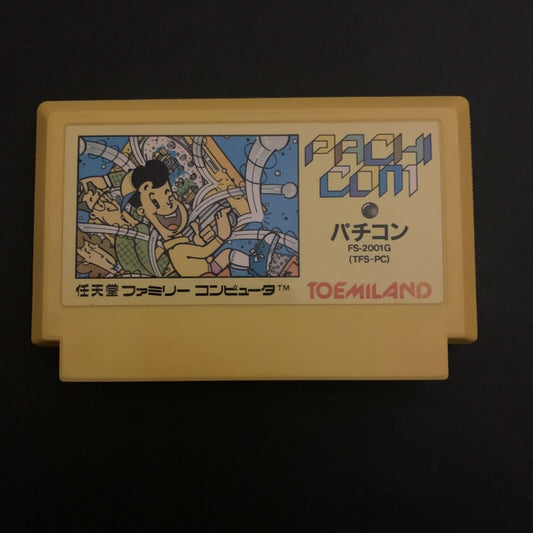 PACHI
COM
パチコン
FS-2001G
(TFS-PC)
任天堂 ファミリー コンピュータ™ TOEMILAND